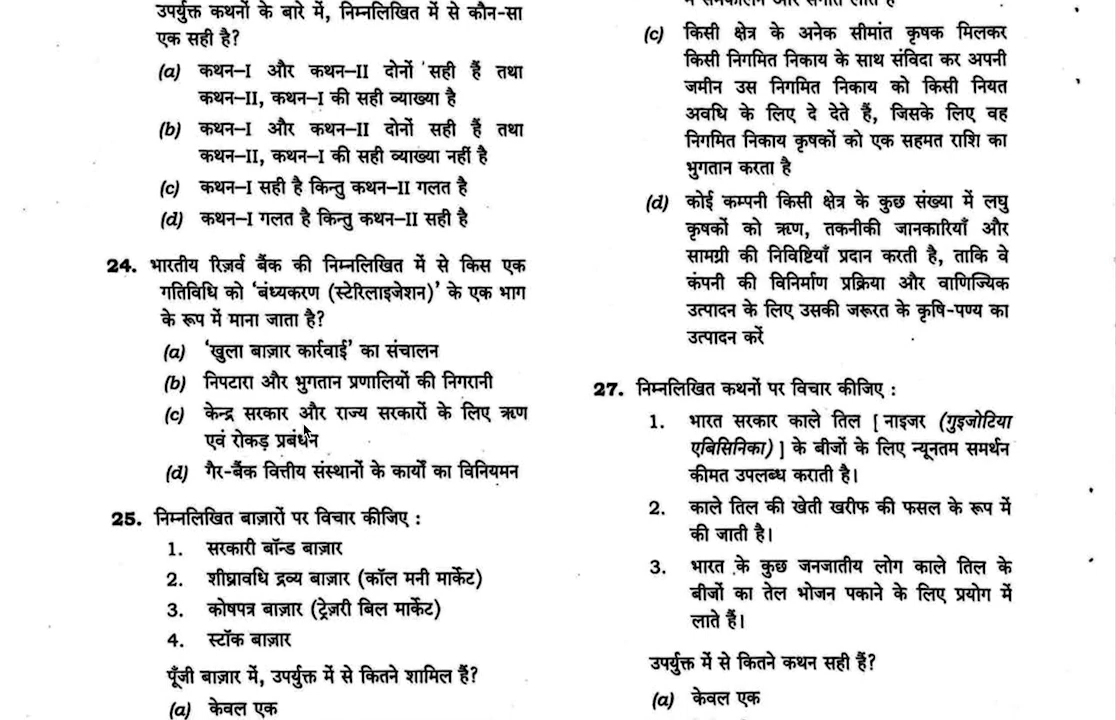 उपर्युक्त कथनों के बारे में, निम्नलिखित में से कौन-सा
एक सही है?
(a) कथन–I और कथन–II दोनों सही हैं तथा
कथन–II, कथन–I की सही व्याख्या है
(b) कथन–I और कथन–II दोनों सही हैं तथा
कथन–II, कथन–I की सही व्याख्या नहीं है
(c) कथन–I सही है किन्तु कथन–II गलत है
(d) कथन–I गलत है किन्तु कथन–II सही है
24. भारतीय रिज़र्व बैंक की निम्नलिखित में से किस एक
गतिविधि को 'बंध्यकरण (स्टेरिलाइजेशन)' के एक भाग
के रूप में माना जाता है?
(a) 'खुला बाज़ार कार्रवाई' का संचालन
(b) निपटारा और भुगतान प्रणालियों की निगरानी
(c) केन्द्र सरकार और राज्य सरकारों के लिए ऋण
एवं रोकड़ प्रबंधन
(d) गैर-बैंक वित्तीय संस्थानों के कार्यों का विनियमन
25. निम्नलिखित बाज़ारों पर विचार कीजिए :
1. सरकारी बॉन्ड बाज़ार
2. शीघ्रावधि द्रव्य बाज़ार (कॉल मनी मार्केट)
3. कोषपत्र बाज़ार (ट्रेज़री बिल मार्केट)
4. स्टॉक बाज़ार
पूँजी बाज़ार में, उपर्युक्त में से कितने शामिल हैं?
(a) केवल एक
(c) किसी क्षेत्र के अनेक सीमांत कृषक मिलकर
किसी निगमित निकाय के साथ संविदा कर अपनी
जमीन उस निगमित निकाय को किसी नियत
अवधि के लिए दे देते हैं, जिसके लिए वह
निगमित निकाय कृषकों को एक सहमत राशि का
भुगतान करता है
(d) कोई कम्पनी किसी क्षेत्र के कुछ संख्या में लघु
कृषकों को ऋण, तकनीकी जानकारियाँ और
सामग्री की निविष्टियाँ प्रदान करती है, ताकि वे
कंपनी की विनिर्माण प्रक्रिया और वाणिज्यिक
उत्पादन के लिए उसकी जरूरत के कृषि-पण्य का
उत्पादन करें
27. निम्नलिखित कथनों पर विचार कीजिए :
1. भारत सरकार काले तिल [ नाइजर (गुइजोटिया
एबिसिनिका) ] के बीजों के लिए न्यूनतम समर्थन
कीमत उपलब्ध कराती है।
2. काले तिल की खेती खरीफ की फसल के रूप में
की जाती है।
3. भारत के कुछ जनजातीय लोग काले तिल के
बीजों का तेल भोजन पकाने के लिए प्रयोग में
लाते हैं।
उपर्युक्त में से कितने कथन सही हैं?
(a) केवल एक